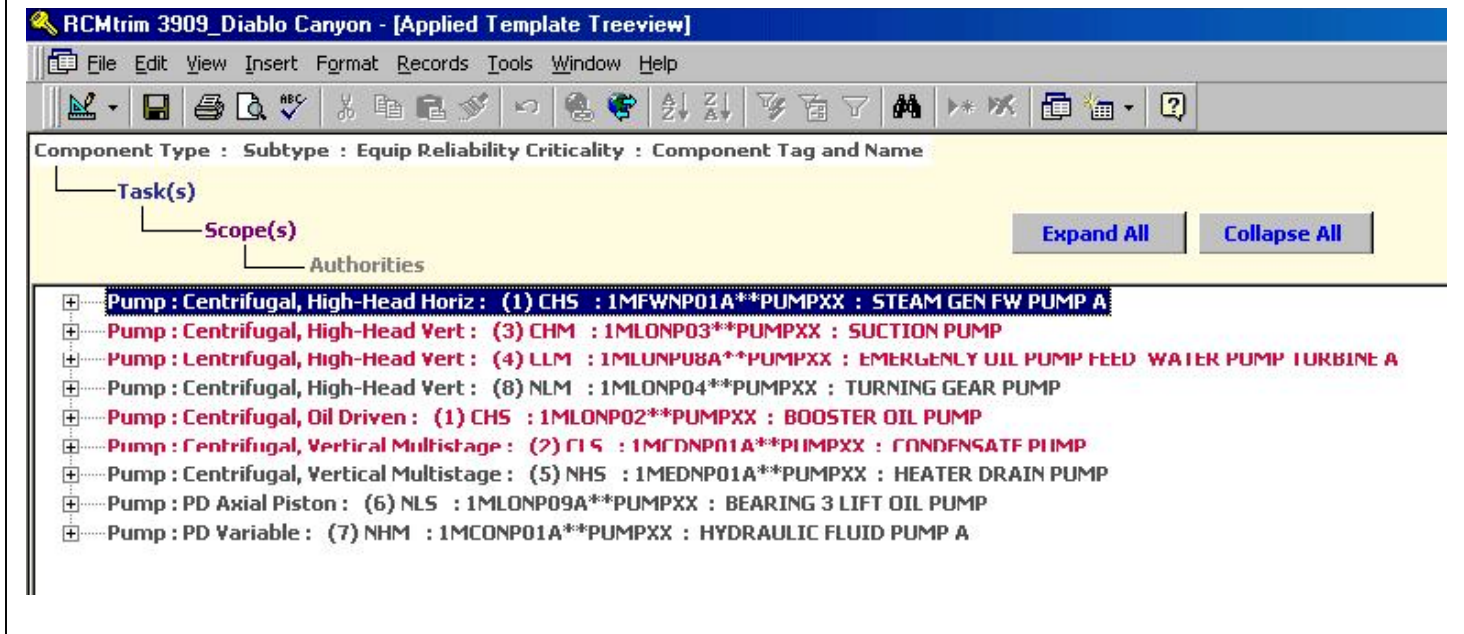 RCMtrim 3909_Diablo Canyon - [Applied Template Treeview]
File Edit View Insert Format Records Tools Window Help
Component Type : Subtype : Equip Reliability Criticality : Component Tag and Name
Task(s)
Scope(s)
Expand All Collapse All
Authorities
Pump : Centrifugal, High-Head Horiz : (1) CHS : 1MFWNP01A**PUMPXX : STEAM GEN FW PUMP A
Pump : Centrifugal, High-Head Vert : (3) CHM : 1MLONP03**PUMPXX : SUCTION PUMP
Pump : Centrifugal, High-Head Vert : (4) CLM : 1MLONP08A**PUMPXX : EMERGENCY OIL PUMP FEED WATER PUMP TURBINE A
Pump : Centrifugal, High-Head Vert : (8) NLM : 1MLONP04**PUMPXX : TURNING GEAR PUMP
Pump : Centrifugal, Oil Driven : (1) CHS : 1MLONP02**PUMPXX : BOOSTER OIL PUMP
Pump : Centrifugal, Vertical Multistage : (2) CLS : 1MCDNP01A**PUMPXX : CONDENSATE PUMP
Pump : Centrifugal, Vertical Multistage : (5) NHS : 1MEDNP01A**PUMPXX : HEATER DRAIN PUMP
Pump : PD Axial Piston : (6) NLS : 1MLONP09A**PUMPXX : BEARING 3 LIFT OIL PUMP
Pump : PD Variable : (7) NHM : 1MCONP01A**PUMPXX : HYDRAULIC FLUID PUMP A